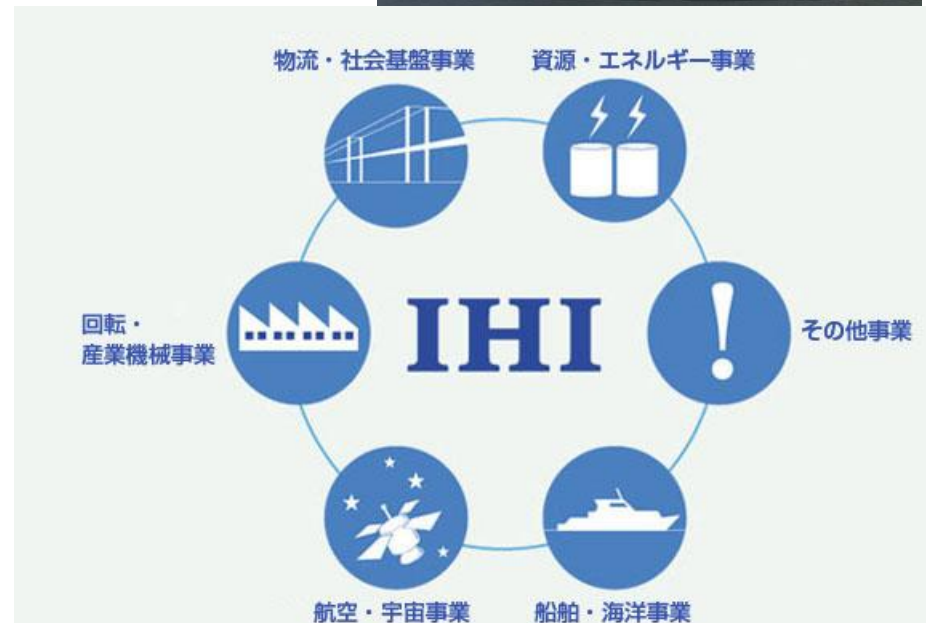 物流・社会基盤事業
資源・エネルギー事業
回転・
産業機械事業
IHI
その他事業
航空・宇宙事業
船舶・海洋事業